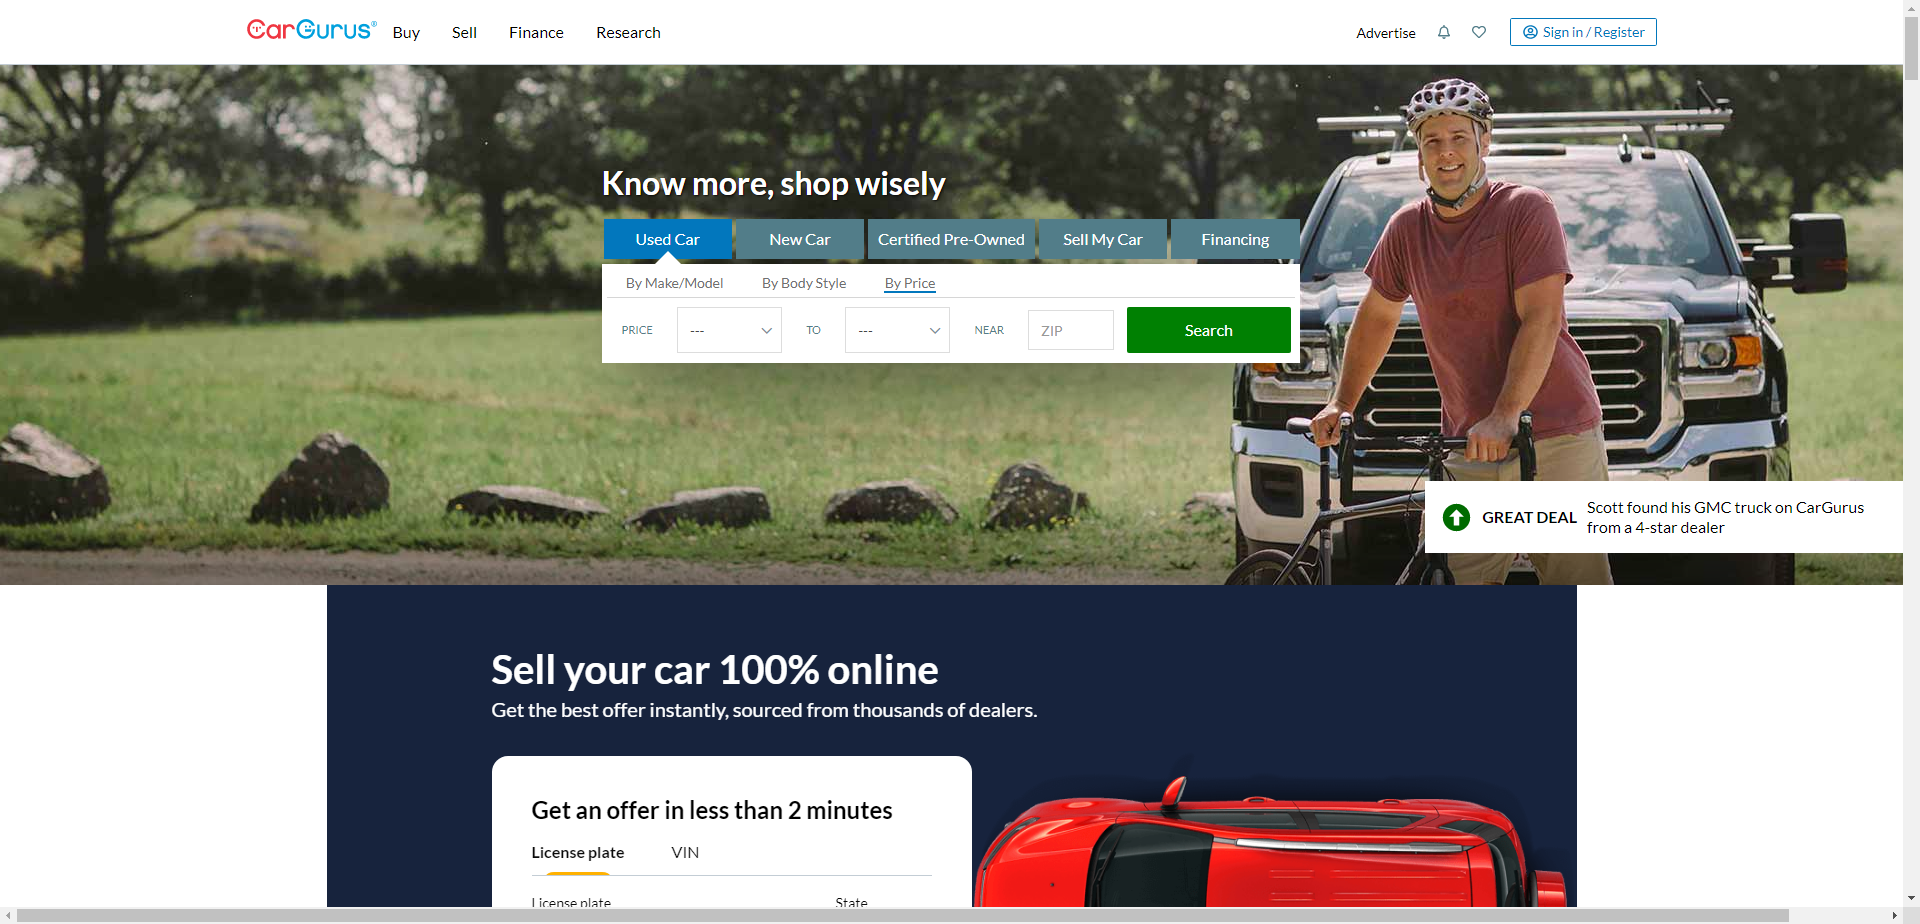 CarGurus®
Buy
Sell
Finance
Research
Advertise
Sign in / Register
Know more, shop wisely
Used Car
New Car
Certified Pre-Owned
Sell My Car
Financing
By Make/Model
By Body Style
By Price
PRICE
---
TO
---
NEAR
ZIP
Search
GREAT DEAL
Scott found his GMC truck on CarGurus
from a 4-star dealer
Sell your car 100% online
Get the best offer instantly, sourced from thousands of dealers.
Get an offer in less than 2 minutes
License plate
VIN
License plate
State